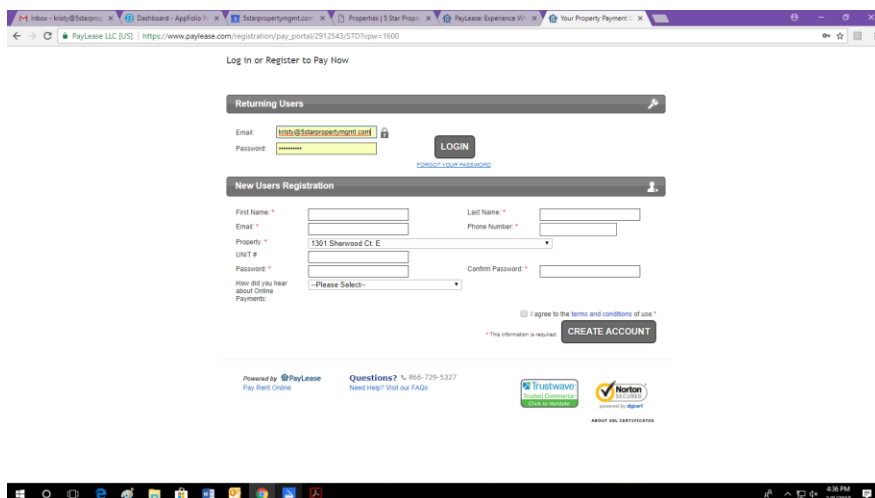 Inbox - kristy@5starprop
Dashboard - AppFolio Pr
5starpropertymgmt.com
Properties | 5 Star Proper
PayLease: Experience Wi
Your Property Payment C
PayLease LLC [US] | https://www.paylease.com/registration/pay_portal/2912543/STD?vpw=1600
Log in or Register to Pay Now
Returning Users
Email: kristy@5starpropertymgmt.com
Password: ••••••••••
LOGIN
FORGOT YOUR PASSWORD
New Users Registration
First Name: * Last Name: *
Email: * Phone Number: *
Property: * 1301 Sherwood Ct. E
UNIT #
Password: * Confirm Password: *
How did you hear about Online Payments: --Please Select--
I agree to the terms and conditions of use.*
* This information is required. CREATE ACCOUNT
Powered by PayLease Questions? 866-729-5327
Pay Rent Online Need Help? Visit our FAQs
Trustwave
Trusted Commerce
Click to Validate
Norton
SECURED
powered by digicert
ABOUT SSL CERTIFICATES
4:36 PM